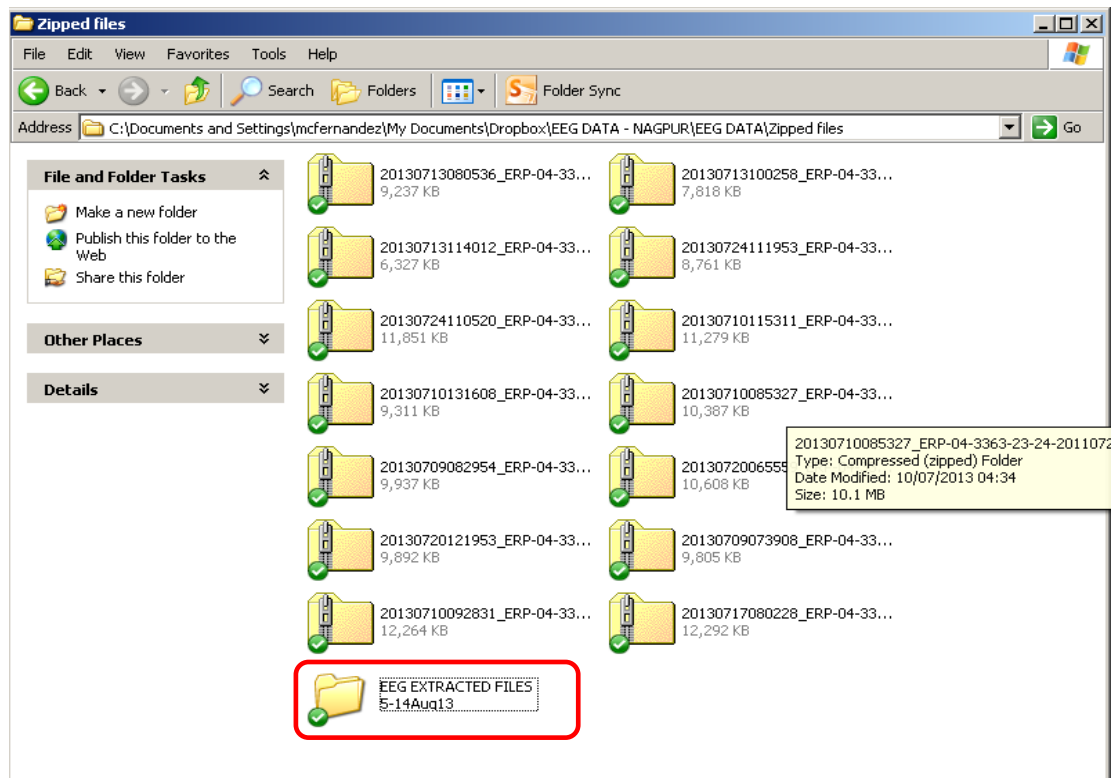 Zipped files
File Edit View Favorites Tools Help
Back Search Folders Folder Sync
Address C:\Documents and Settings\mcfernandez\My Documents\Dropbox\EEG DATA - NAGPUR\EEG DATA\Zipped files Go
File and Folder Tasks
Make a new folder
Publish this folder to the
Web
Share this folder
Other Places
Details
20130713080536_ERP-04-33...
9,237 KB
20130713100258_ERP-04-33...
7,818 KB
20130713114012_ERP-04-33...
6,327 KB
20130724111953_ERP-04-33...
8,761 KB
20130724110520_ERP-04-33...
11,851 KB
20130710115311_ERP-04-33...
11,279 KB
20130710131608_ERP-04-33...
9,311 KB
20130710085327_ERP-04-33...
10,387 KB
20130709082954_ERP-04-33...
9,937 KB
2013072006555
10,608 KB
20130710085327_ERP-04-3363-23-24-2011072
Type: Compressed (zipped) Folder
Date Modified: 10/07/2013 04:34
Size: 10.1 MB
20130720121953_ERP-04-33...
9,892 KB
20130709073908_ERP-04-33...
9,805 KB
20130710092831_ERP-04-33...
12,264 KB
20130717080228_ERP-04-33...
12,292 KB
EEG EXTRACTED FILES
5-14Aug13